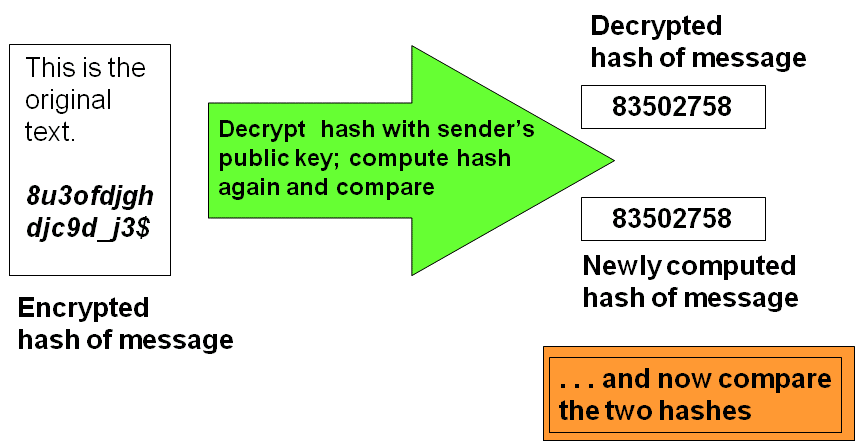 This is the
original
text.
8u3ofdjgh
djc9d_j3$
Encrypted
hash of message
Decrypt hash with sender's
public key; compute hash
again and compare
Decrypted
hash of message
83502758
83502758
Newly computed
hash of message
. . . and now compare
the two hashes